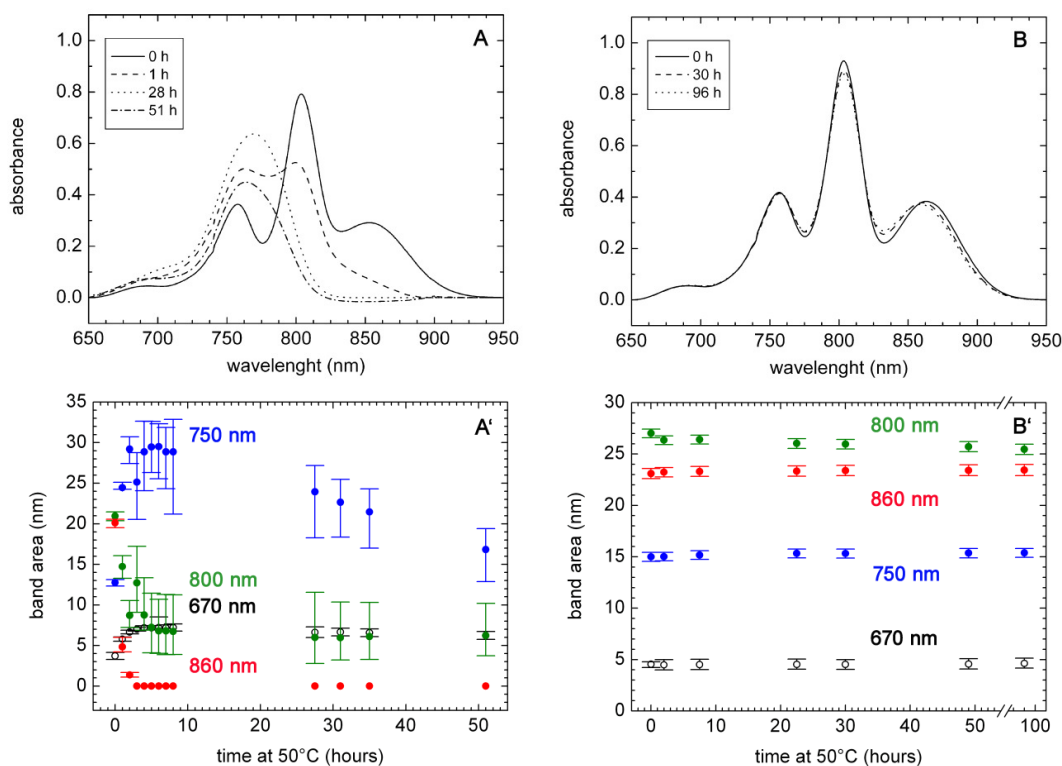 A
0 h
1 h
28 h
51 h
absorbance
1.0
0.8
0.6
0.4
0.2
0.0
650 700 750 800 850 900 950
wavelenght (nm)
B
0 h
30 h
96 h
absorbance
1.0
0.8
0.6
0.4
0.2
0.0
650 700 750 800 850 900 950
wavelenght (nm)
A'
750 nm
800 nm
670 nm
860 nm
band area (nm)
35
30
25
20
15
10
5
0
0 10 20 30 40 50
time at 50°C (hours)
B'
800 nm
860 nm
750 nm
670 nm
band area (nm)
30
25
20
15
10
5
0
0 10 20 30 40 50 100
time at 50°C (hours)